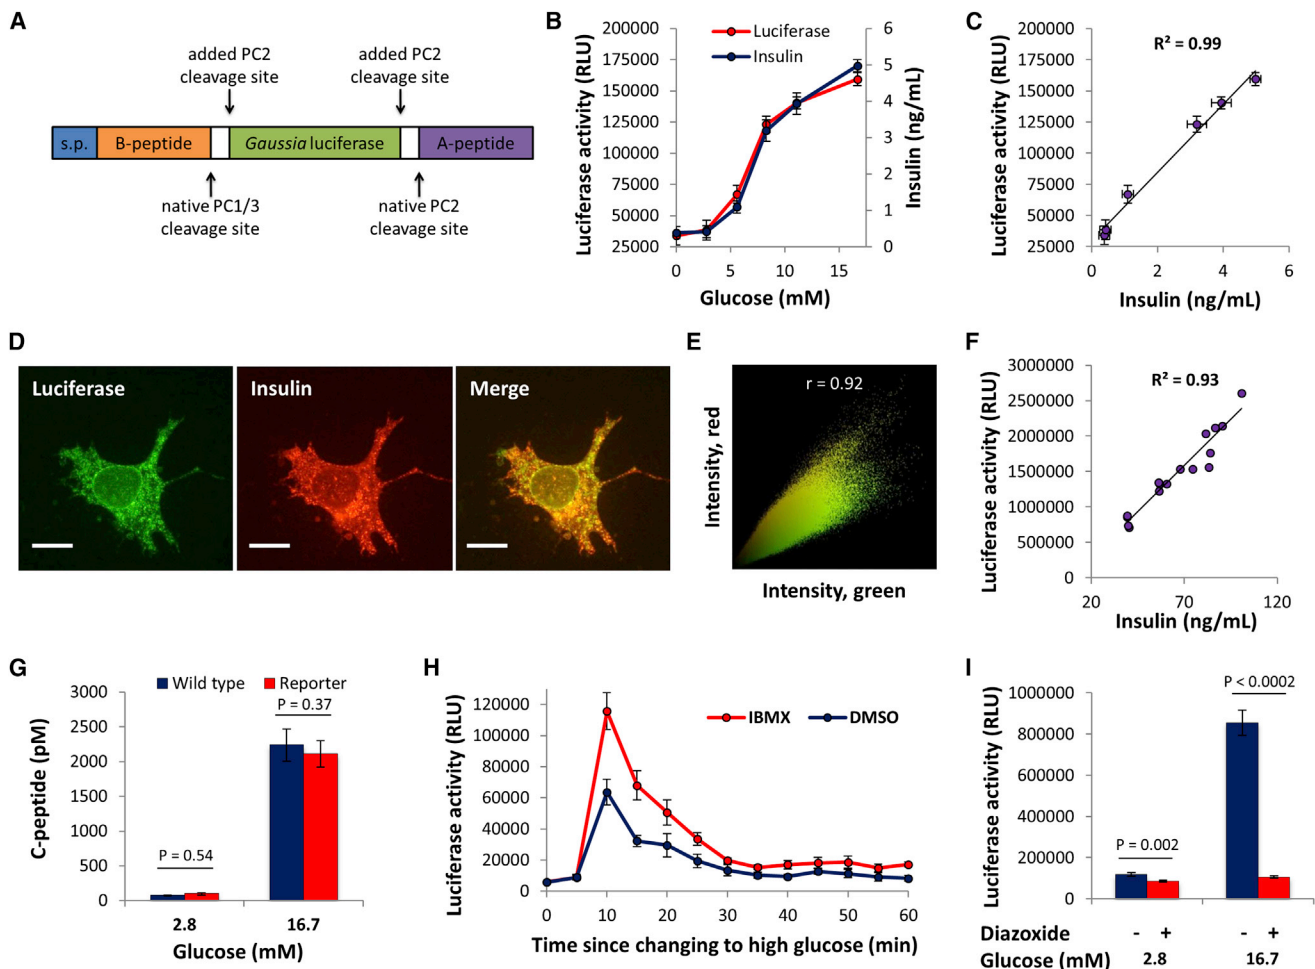 A
added PC2
cleavage site
added PC2
cleavage site
s.p.
B-peptide
Gaussia luciferase
A-peptide
native PC1/3
cleavage site
native PC2
cleavage site
B
Luciferase
Insulin
Luciferase activity (RLU)
200000
175000
150000
125000
100000
75000
50000
25000
6
5
4
3
2
1
0
Insulin (ng/mL)
0
5
10
15
Glucose (mM)
C
R² = 0.99
Luciferase activity (RLU)
200000
175000
150000
125000
100000
75000
50000
25000
0
2
4
6
Insulin (ng/mL)
D
Luciferase
Insulin
Merge
E
r = 0.92
Intensity, red
Intensity, green
F
R² = 0.93
Luciferase activity (RLU)
3000000
2500000
2000000
1500000
1000000
500000
0
20
70
120
Insulin (ng/mL)
G
Wild type
Reporter
C-peptide (pM)
3000
2500
2000
1500
1000
500
0
P = 0.54
P = 0.37
2.8
16.7
Glucose (mM)
H
IBMX
DMSO
Luciferase activity (RLU)
120000
100000
80000
60000
40000
20000
0
0
10
20
30
40
50
60
Time since changing to high glucose (min)
I
Luciferase activity (RLU)
1000000
800000
600000
400000
200000
0
P = 0.002
P < 0.0002
Diazoxide
-
+
-
+
Glucose (mM)
2.8
16.7